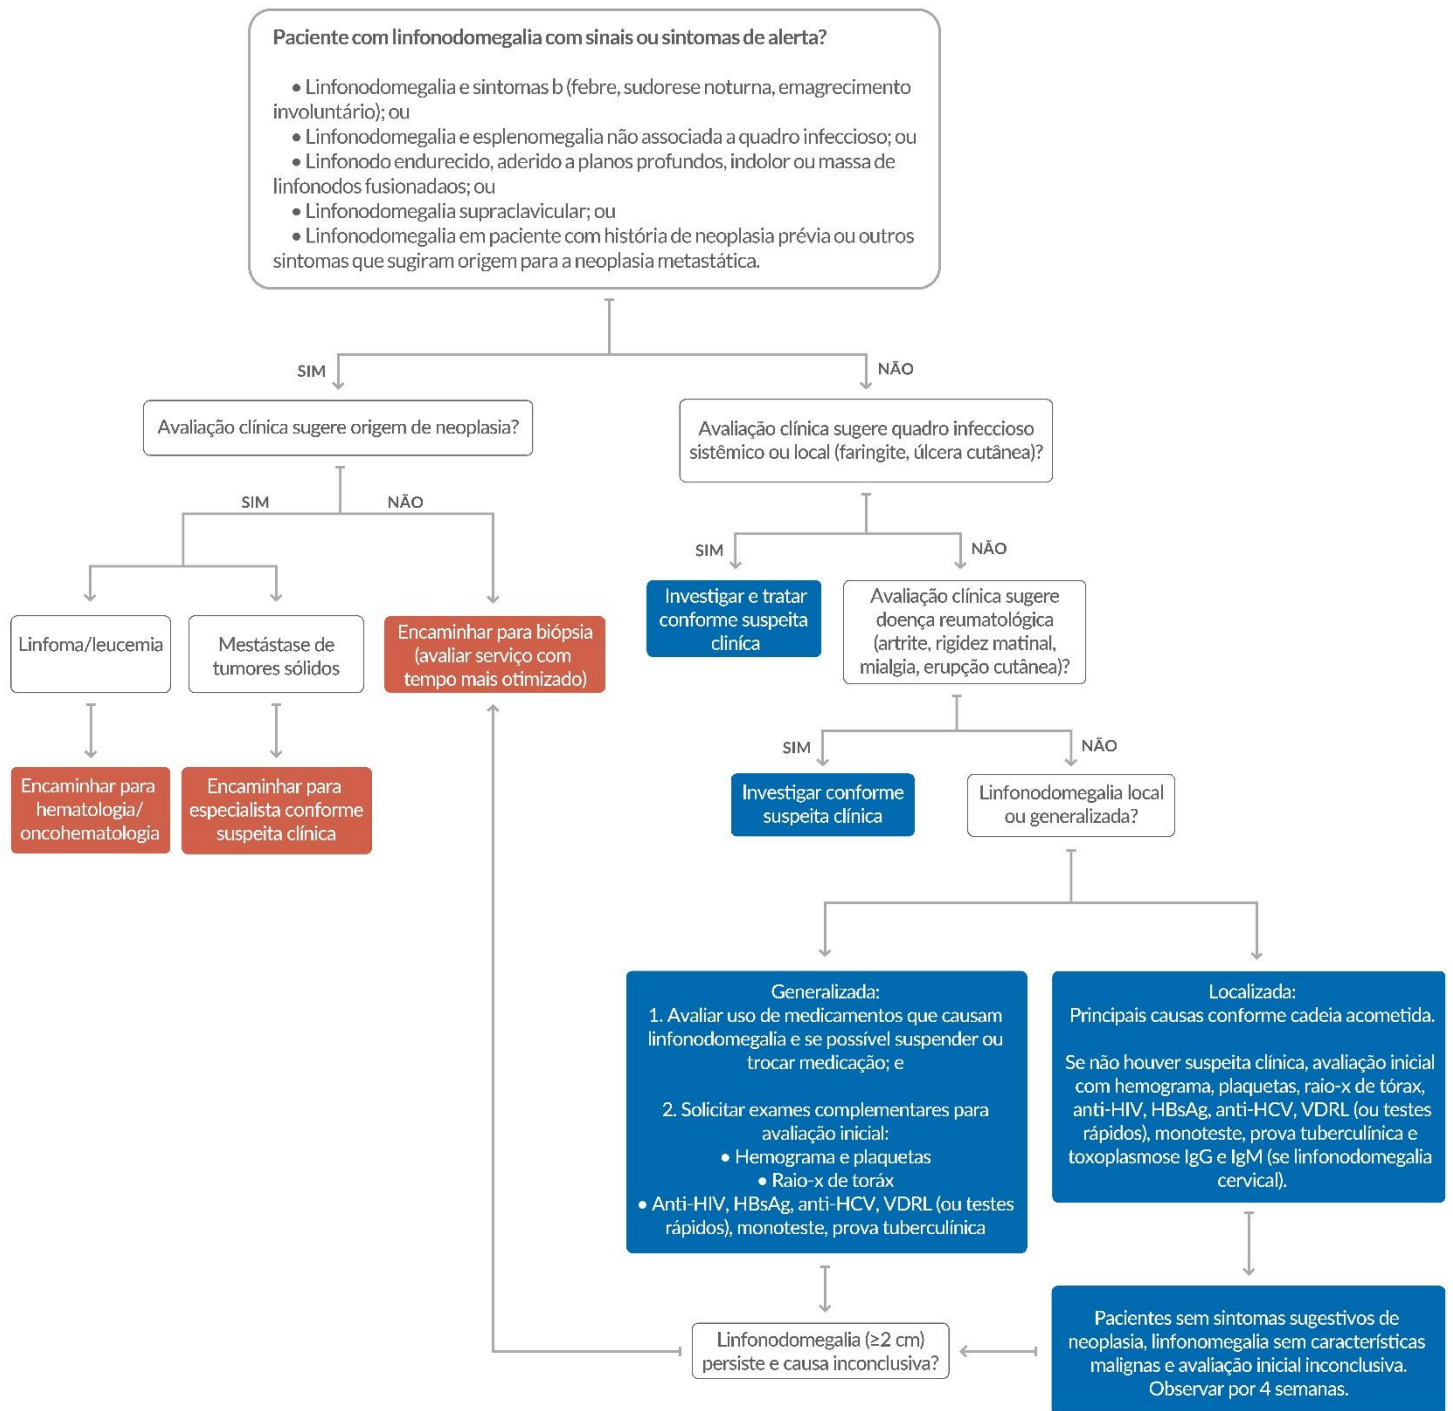 Paciente com linfonodomegalia com sinais ou sintomas de alerta?
• Linfonodomegalia e sintomas b (febre, sudorese noturna, emagrecimento
involuntário); ou
• Linfonodomegalia e esplenomegalia não associada a quadro infeccioso; ou
• Linfonodo endurecido, aderido a planos profundos, indolor ou massa de
linfonodos fusionadaos; ou
• Linfonodomegalia supraclavicular; ou
• Linfonodomegalia em paciente com história de neoplasia prévia ou outros
sintomas que sugiram origem para a neoplasia metastática.
SIM
NÃO
Avaliação clínica sugere origem de neoplasia?
Avaliação clínica sugere quadro infeccioso
sistêmico ou local (faringite, úlcera cutânea)?
SIM
NÃO
SIM
NÃO
Linfoma/leucemia
Mestástase de
tumores sólidos
Encaminhar para biópsia
(avaliar serviço com
tempo mais otimizado)
Investigar e tratar
conforme suspeita
cliníca
Avaliação clínica sugere
doença reumatológica
(artrite, rigidez matinal,
mialgia, erupção cutânea)?
SIM
NÃO
Encaminhar para
hematologia/
oncohematologia
Encaminhar para
especialista conforme
suspeita clínica
Investigar conforme
suspeita clínica
Linfonodomegalia local
ou generalizada?
Generalizada:
1. Avaliar uso de medicamentos que causam
linfonodomegalia e se possível suspender ou
trocar medicação; e
2. Solicitar exames complementares para
avaliação inicial:
• Hemograma e plaquetas
• Raio-x de toráx
• Anti-HIV, HBsAg, anti-HCV, VDRL (ou testes
rápidos), monoteste, prova tuberculínica
Localizada:
Principais causas conforme cadeia acometida.
Se não houver suspeita clínica, avaliação inicial
com hemograma, plaquetas, raio-x de tórax,
anti-HIV, HBsAg, anti-HCV, VDRL (ou testes
rápidos), monoteste, prova tuberculínica e
toxoplasmose IgG e IgM (se linfonodomegalia
cervical).
Linfonodomegalia (≥2 cm)
persiste e causa inconclusiva?
Pacientes sem sintomas sugestivos de
neoplasia, linfonomegalia sem características
malignas e avaliação inicial inconclusiva.
Observar por 4 semanas.